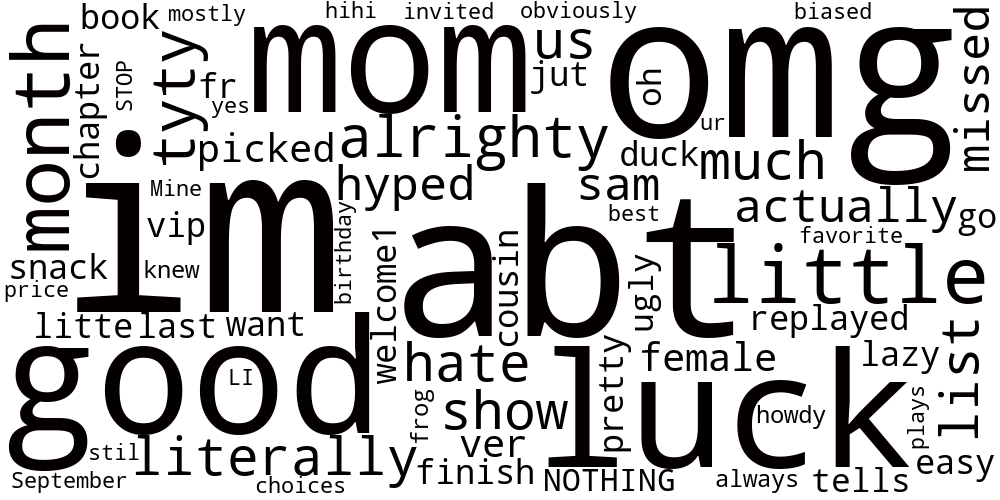 book mostly hihi invited obviously biased
month chapter STOP tyty fr yes mom us jut omg oh ur missed
picked alrighty duck much
im Mine vip hyped sam best actually go
snack price knew birthday welcome1 abt cousin ugly favorite little
litte last want replayed
good LI hate pretty female lazy list
frog show luck howdy plays
stil literally ver easy
September choices finish NOTHING always tells